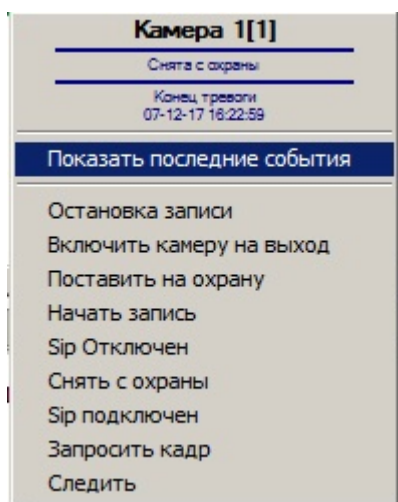 Камера 1[1]
Снята с охраны
Конец тревоги
07-12-17 16:22:59
Показать последние события
Остановка записи
Включить камеру на выход
Поставить на охрану
Начать запись
Sip Отключен
Снять с охраны
Sip подключен
Запросить кадр
Следить